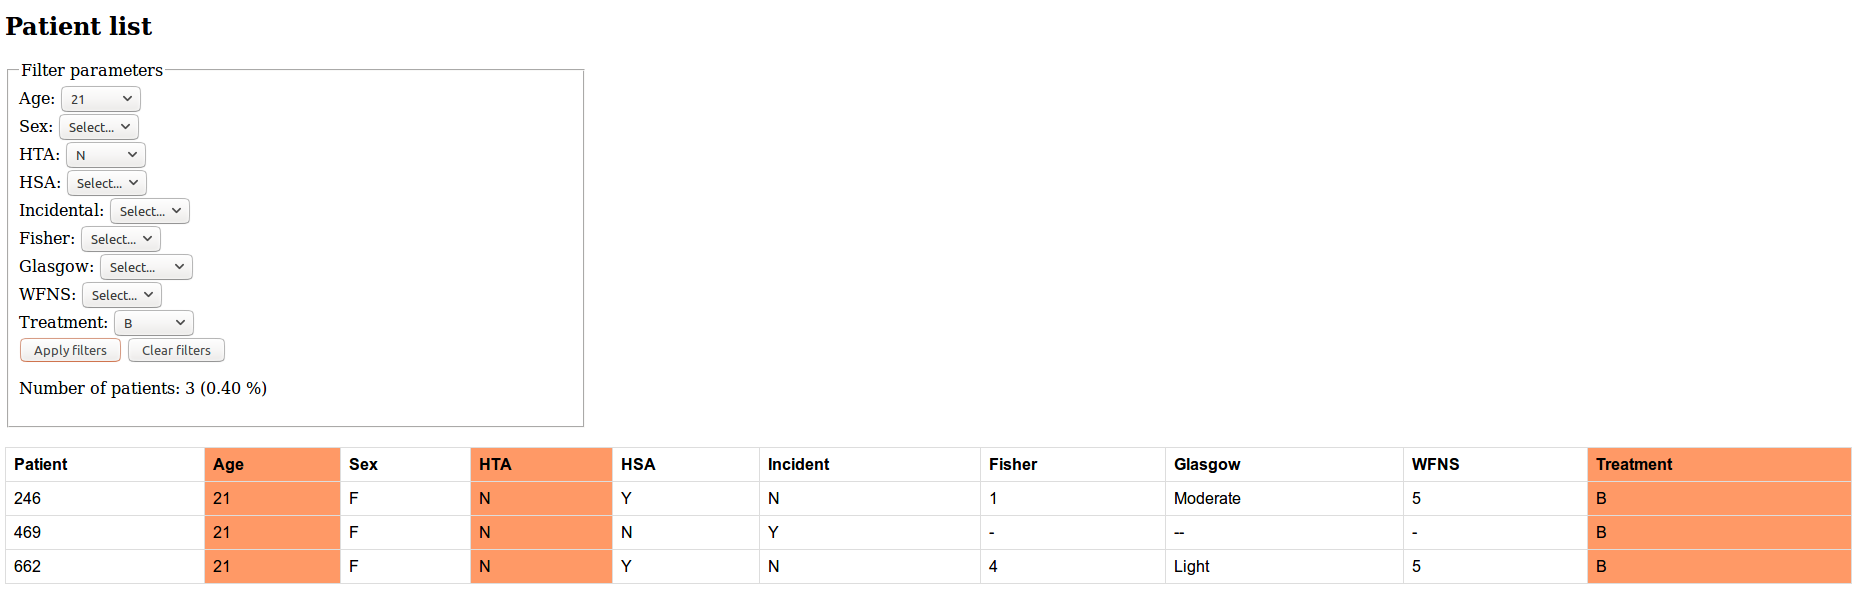 Patient list
Filter parameters
Age: 21
Sex: Select...
HTA: N
HSA: Select...
Incidental: Select...
Fisher: Select...
Glasgow: Select...
WFNS: Select...
Treatment: B
Apply filters Clear filters
Number of patients: 3 (0.40 %)
Patient Age Sex HTA HSA Incident Fisher Glasgow WFNS Treatment
246 21 F N Y N 1 Moderate 5 B
469 21 F N N Y - -- - B
662 21 F N Y N 4 Light 5 B